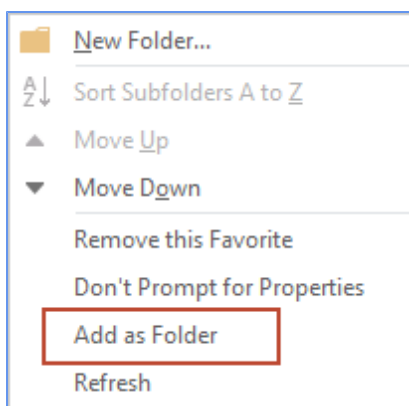 New Folder...
A
Z
Sort Subfolders A to Z
Move Up
Move Down
Remove this Favorite
Don't Prompt for Properties
Add as Folder
Refresh